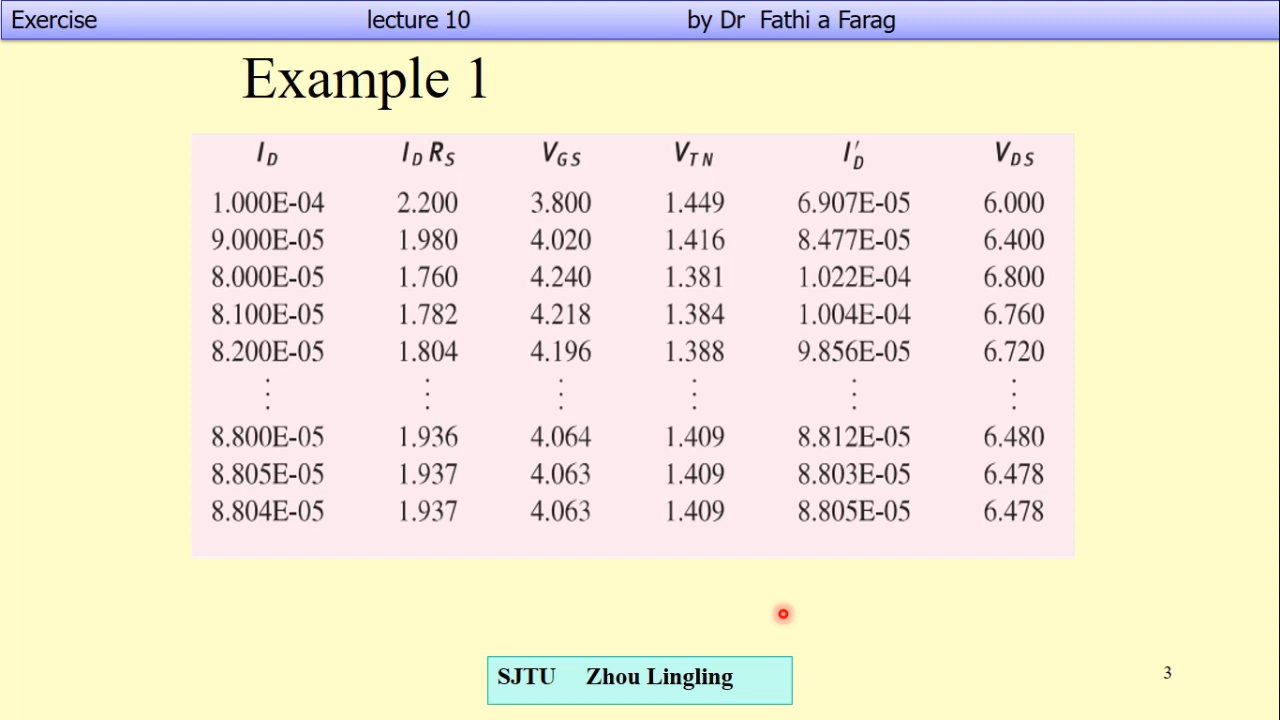 Exercise lecture 10 by Dr Fathi a Farag
Example 1
I_D I_D R_S V_GS V_TN I'_D V_DS
1.000E-04 2.200 3.800 1.449 6.907E-05 6.000
9.000E-05 1.980 4.020 1.416 8.477E-05 6.400
8.000E-05 1.760 4.240 1.381 1.022E-04 6.800
8.100E-05 1.782 4.218 1.384 1.004E-04 6.760
8.200E-05 1.804 4.196 1.388 9.856E-05 6.720
⋮ ⋮ ⋮ ⋮ ⋮ ⋮
8.800E-05 1.936 4.064 1.409 8.812E-05 6.480
8.805E-05 1.937 4.063 1.409 8.803E-05 6.478
8.804E-05 1.937 4.063 1.409 8.805E-05 6.478
SJTU Zhou Lingling
3